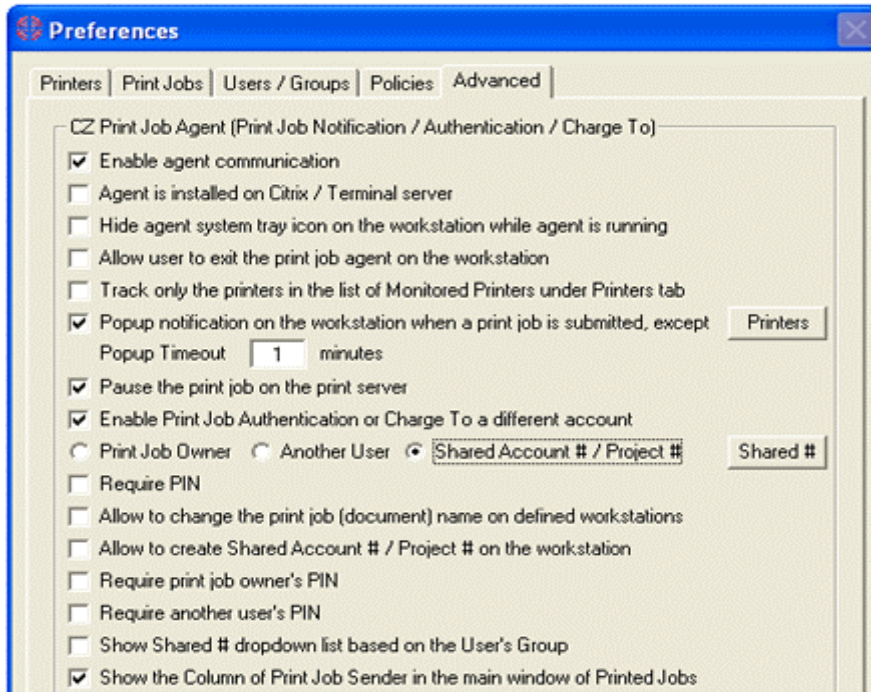 Preferences
Printers Print Jobs Users / Groups Policies Advanced
CZ Print Job Agent (Print Job Notification / Authentication / Charge To)
Enable agent communication
Agent is installed on Citrix / Terminal server
Hide agent system tray icon on the workstation while agent is running
Allow user to exit the print job agent on the workstation
Track only the printers in the list of Monitored Printers under Printers tab
Popup notification on the workstation when a print job is submitted, except Printers
Popup Timeout 1 minutes
Pause the print job on the print server
Enable Print Job Authentication or Charge To a different account
Print Job Owner Another User Shared Account # / Project # Shared #
Require PIN
Allow to change the print job (document) name on defined workstations
Allow to create Shared Account # / Project # on the workstation
Require print job owner's PIN
Require another user's PIN
Show Shared # dropdown list based on the User's Group
Show the Column of Print Job Sender in the main window of Printed Jobs